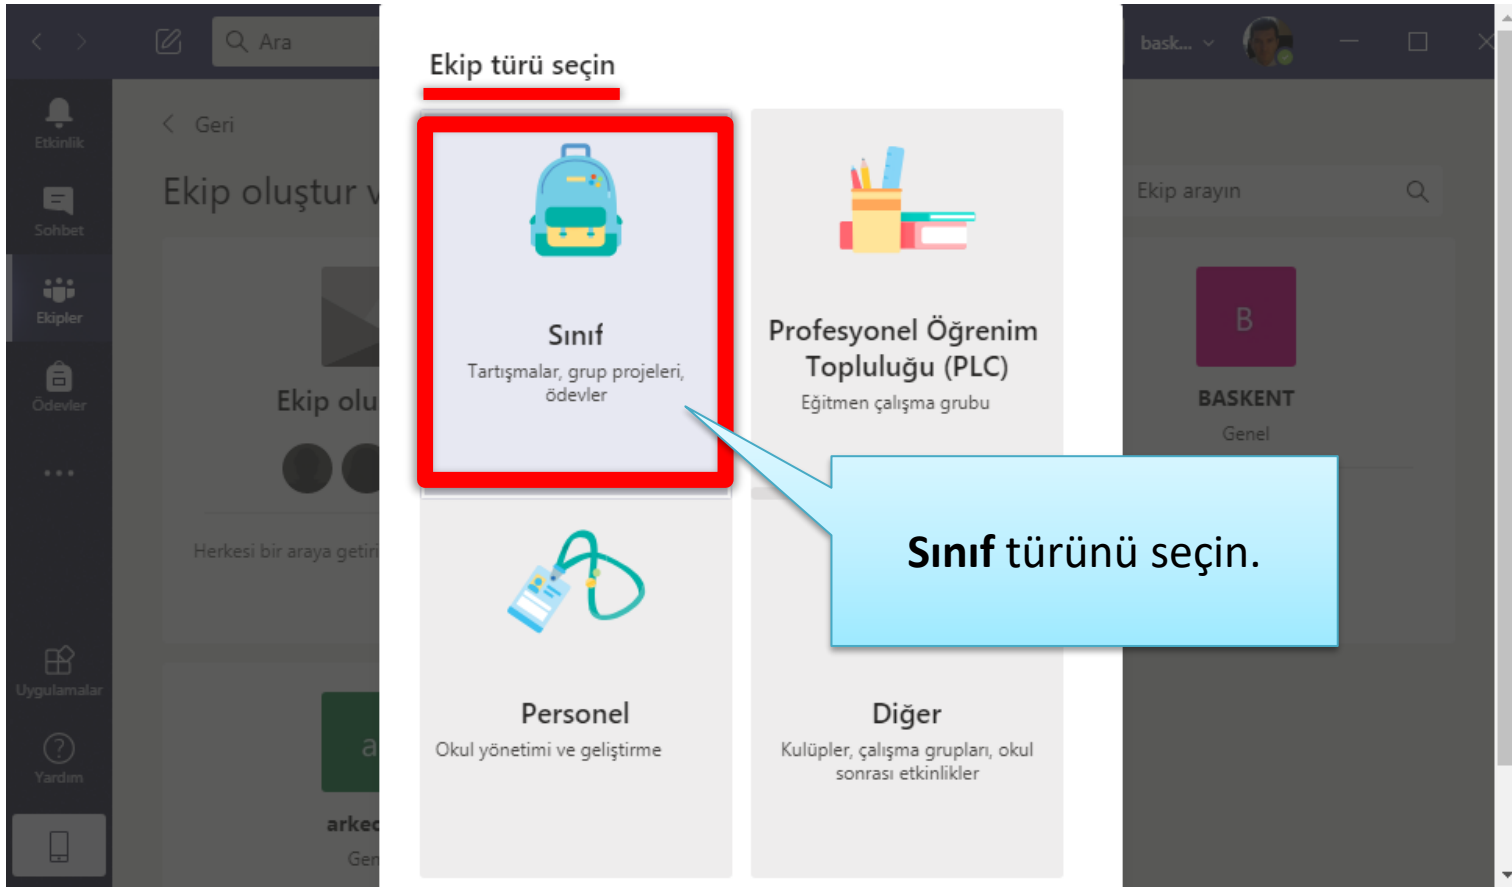 Ara
bask...
Ekip türü seçin
Etkinlik
Geri
Ekip oluştur v
Ekip arayın
Sohbet
Ekipler
Ödevler
Sınıf
Tartışmalar, grup projeleri,
ödevler
Profesyonel Öğrenim
Topluluğu (PLC)
Eğitmen çalışma grubu
Ekip olu
B
BASKENT
Genel
Herkesi bir araya getiri
Sınıf türünü seçin.
Uygulamalar
Yardım
Personel
Okul yönetimi ve geliştirme
Diğer
Kulüpler, çalışma grupları, okul
sonrası etkinlikler
a
arkec
Gen